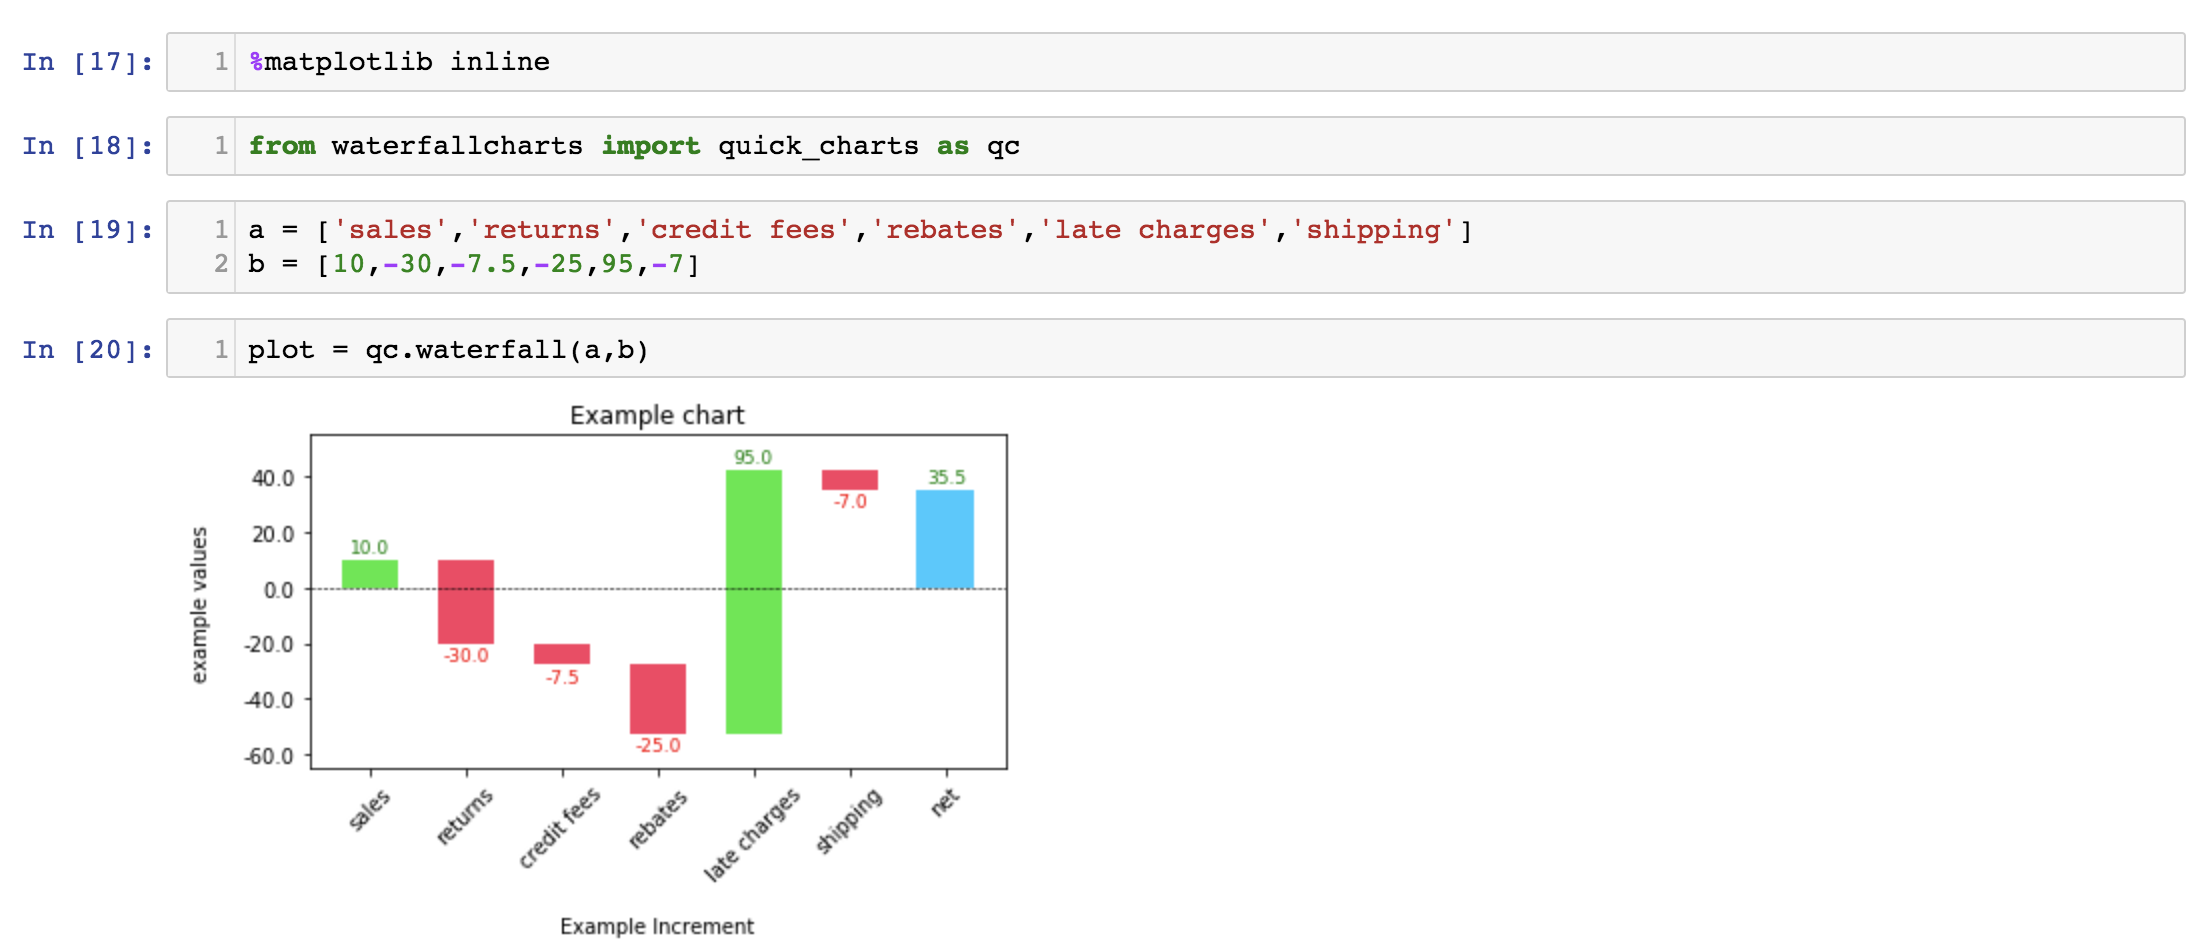 In [17]: 1 %matplotlib inline
In [18]: 1 from waterfallcharts import quick_charts as qc
In [19]: 1 a = ['sales','returns','credit fees','rebates','late charges','shipping']
2 b = [10,-30,-7.5,-25,95,-7]
In [20]: 1 plot = qc.waterfall(a,b)
Example chart
example values
40.0
20.0
0.0
-20.0
-40.0
-60.0
10.0
-30.0
-7.5
-25.0
95.0
-7.0
35.5
sales
returns
credit fees
rebates
late charges
shipping
net
Example Increment